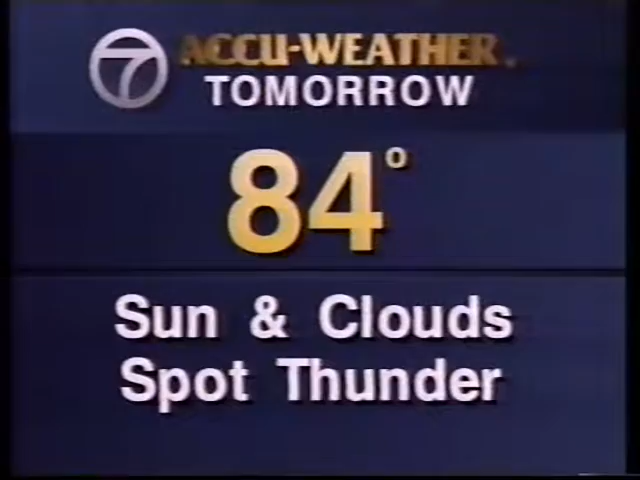 7 ACCU-WEATHER
TOMORROW
84°
Sun & Clouds
Spot Thunder